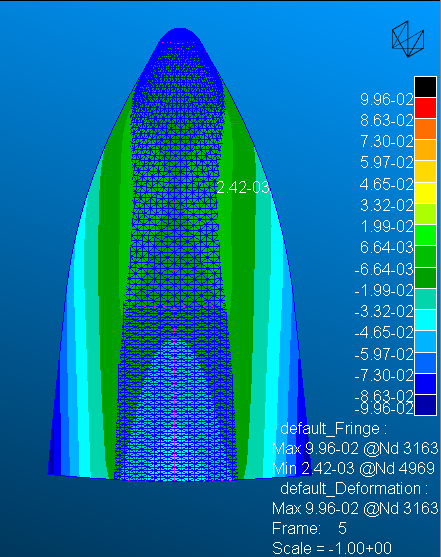 9.96-02
8.63-02
7.30-02
5.97-02
4.65-02
2.42-03
3.32-02
1.99-02
6.64-03
-6.64-03
-1.99-02
-3.32-02
-4.65-02
-5.97-02
-7.30-02
-8.63-02
-9.96-02
default_Fringe :
Max 9.96-02 @Nd 3163
Min 2.42-03 @Nd 4969
default_Deformation :
Max 9.96-02 @Nd 3163
Frame: 5
Scale = -1.00+00